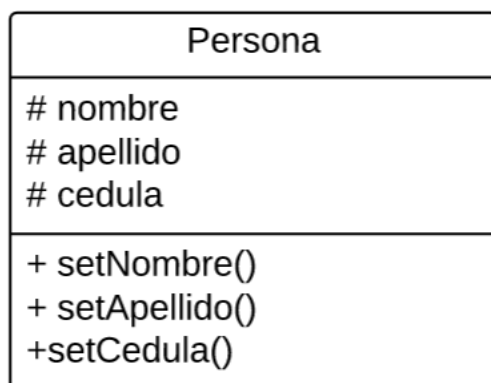 Persona
# nombre
# apellido
# cedula
+ setNombre()
+ setApellido()
+setCedula()